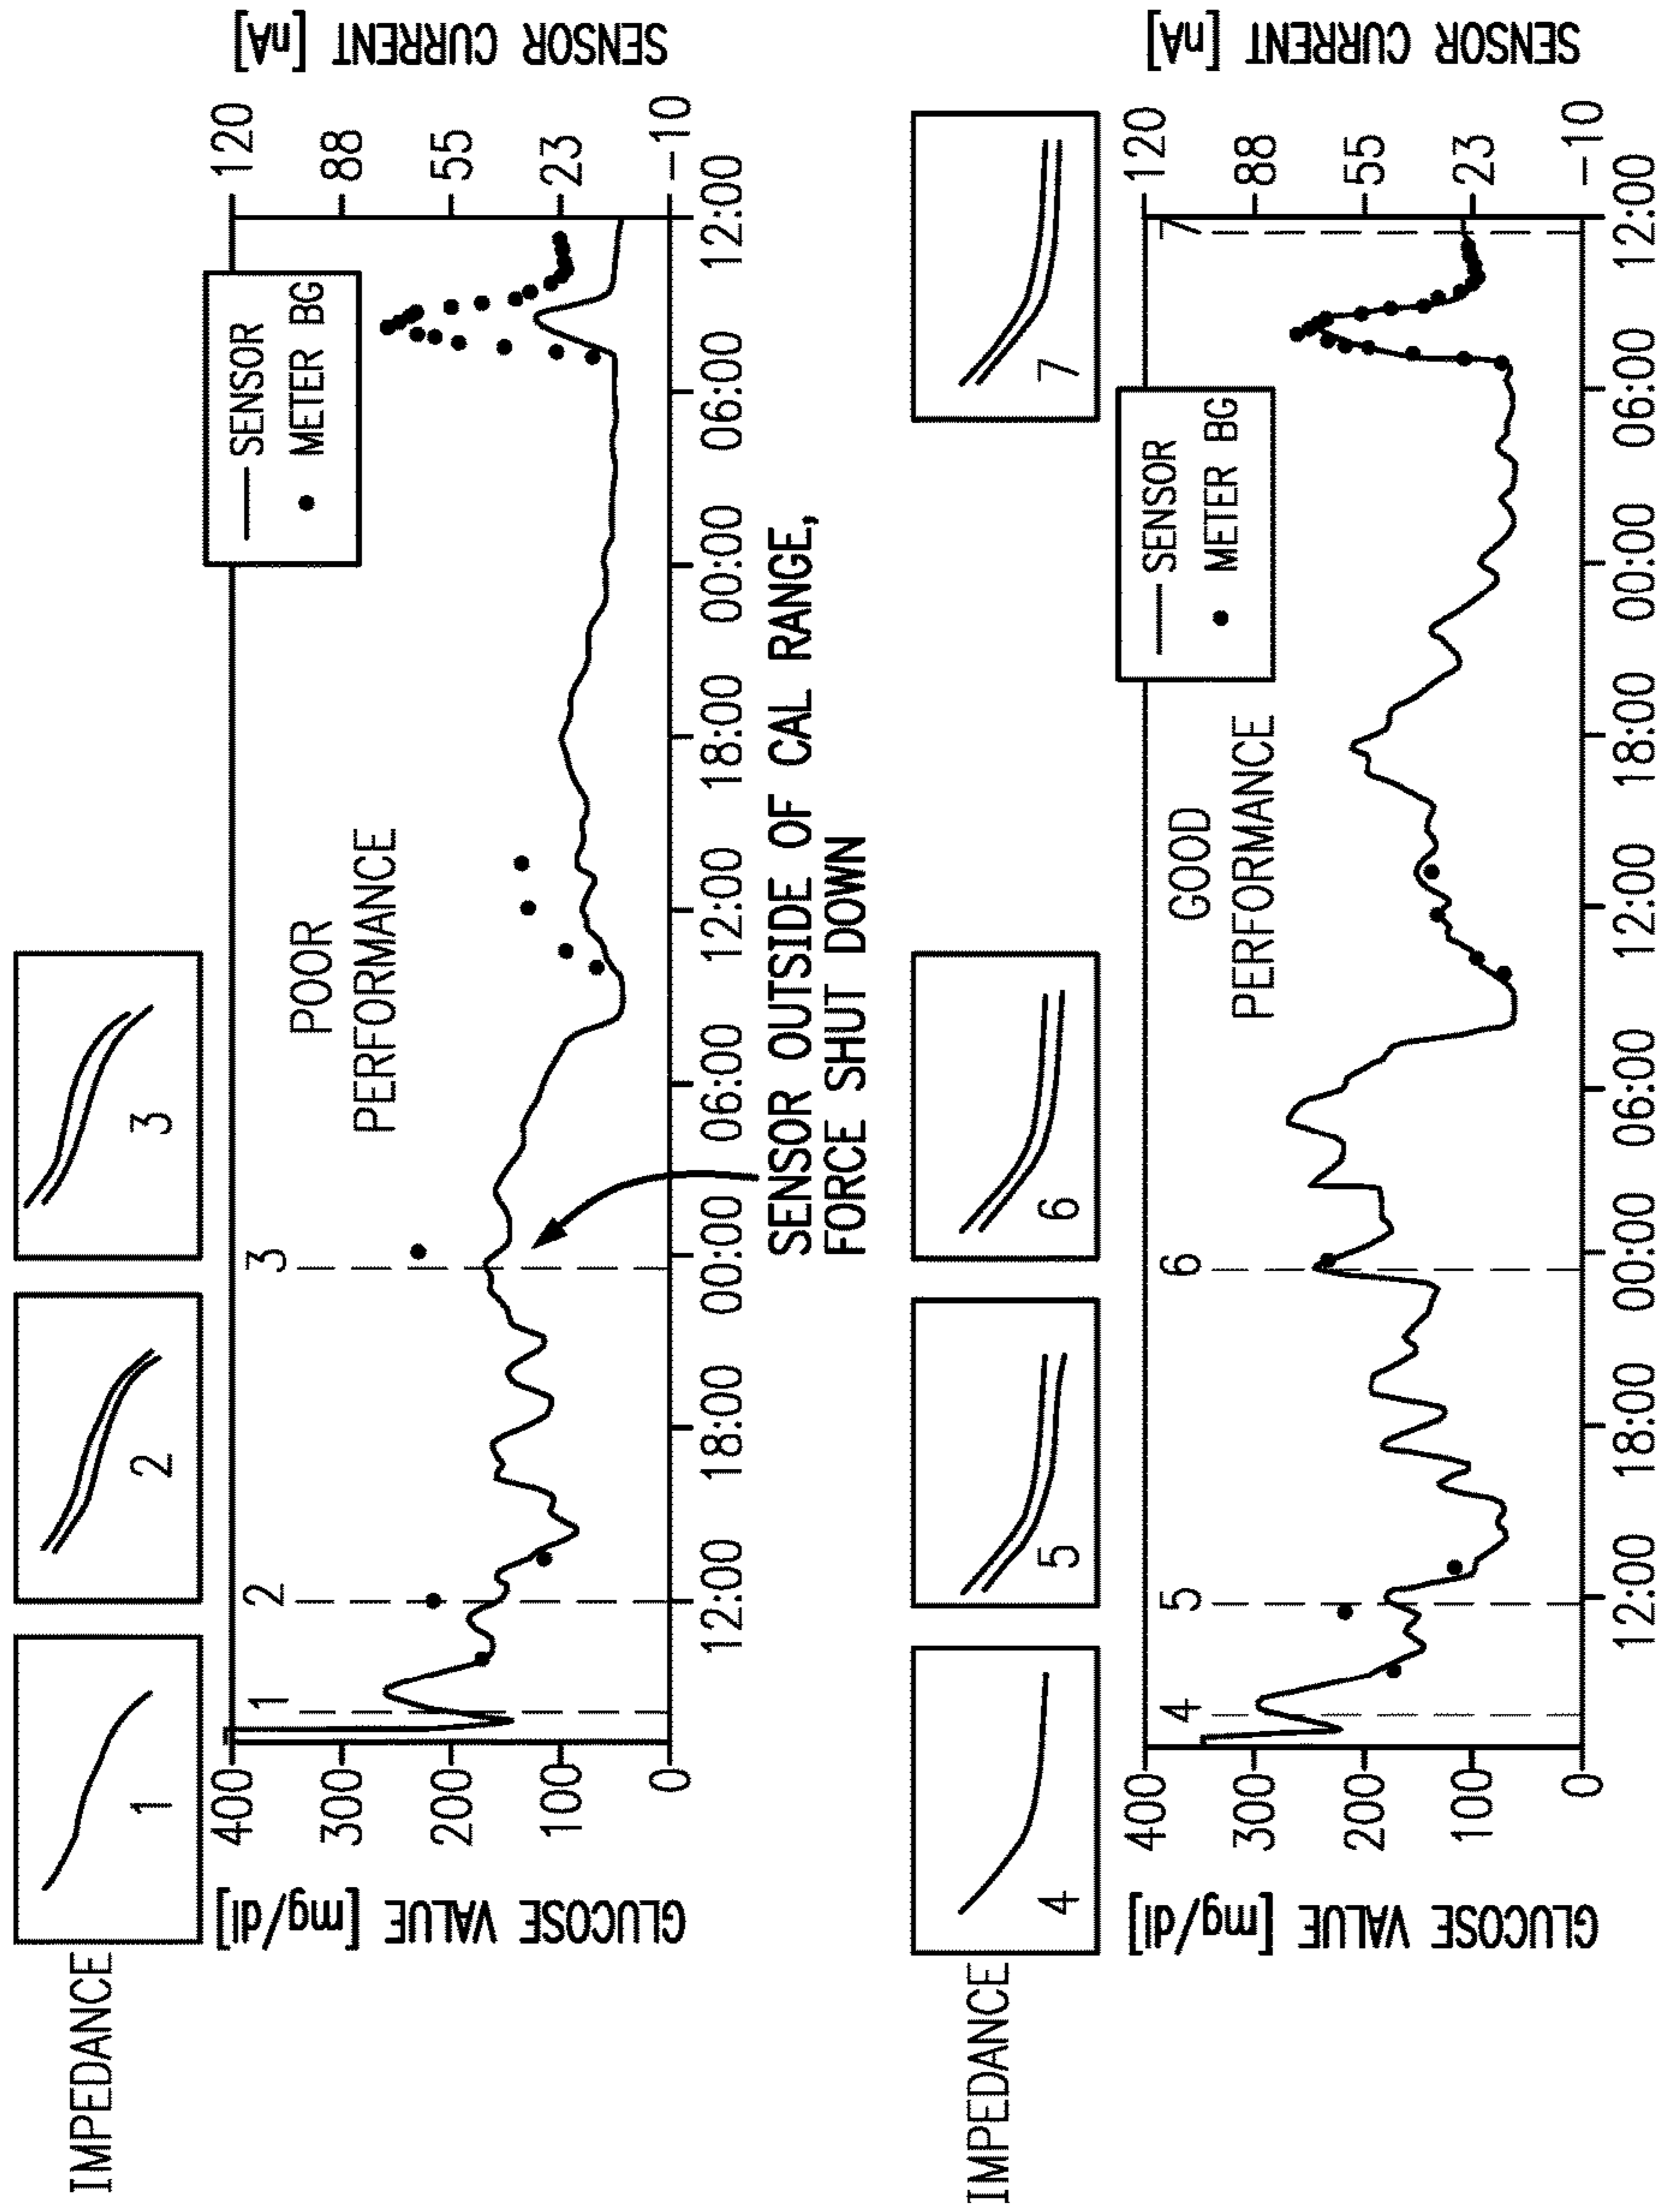 IMPEDANCE
1
2
3
GLUCOSE VALUE [mg/dl]
400
300
200
100
0
1
2
3
POOR
PERFORMANCE
SENSOR
METER BG
120
88
55
23
-10
SENSOR CURRENT [nA]
12:00 18:00 00:00 06:00 12:00 18:00 00:00 06:00 12:00
SENSOR OUTSIDE OF CAL RANGE,
FORCE SHUT DOWN
IMPEDANCE
4
5
6
7
GLUCOSE VALUE [mg/dl]
400
300
200
100
0
4
5
6
7
GOOD
PERFORMANCE
SENSOR
METER BG
120
88
55
23
-10
SENSOR CURRENT [nA]
12:00 18:00 00:00 06:00 12:00 18:00 00:00 06:00 12:00